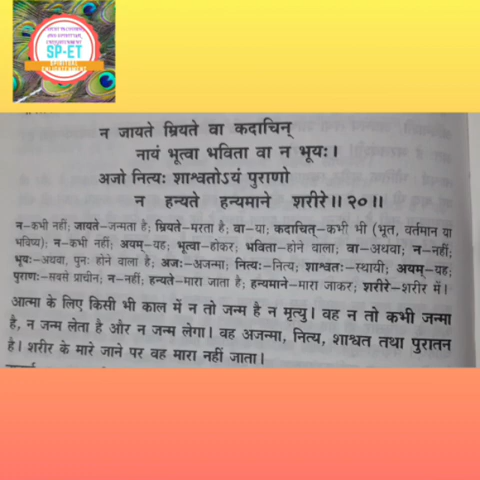 SP-ET
न जायते म्रियते वा कदाचिन्
नायं भूत्वा भविता वा न भूयः।
अजो नित्यः शाश्वतोऽयं पुराणो
न हन्यते हन्यमाने शरीरे॥२०॥
न–कभी नहीं; जायते–जन्मता है; म्रियते–मरता है; वा–या; कदाचित्–कभी भी (भूत, वर्तमान या
भविष्य); न–कभी नहीं; अयम्–यह; भूत्वा–होकर; भविता–होने वाला; वा–अथवा; न–नहीं;
भूयः–अथवा, पुनः होने वाला है; अजः–अजन्मा; नित्यः–नित्य; शाश्वतः–स्थायी; अयम्–यह;
पुराणः–सबसे प्राचीन; न–नहीं; हन्यते–मारा जाता है; हन्यमाने–मारा जाकर; शरीरे–शरीर में।
आत्मा के लिए किसी भी काल में न तो जन्म है न मृत्यु। वह न तो कभी जन्मा
है, न जन्म लेता है और न जन्म लेगा। वह अजन्मा, नित्य, शाश्वत तथा पुरातन
है। शरीर के मारे जाने पर वह मारा नहीं जाता।